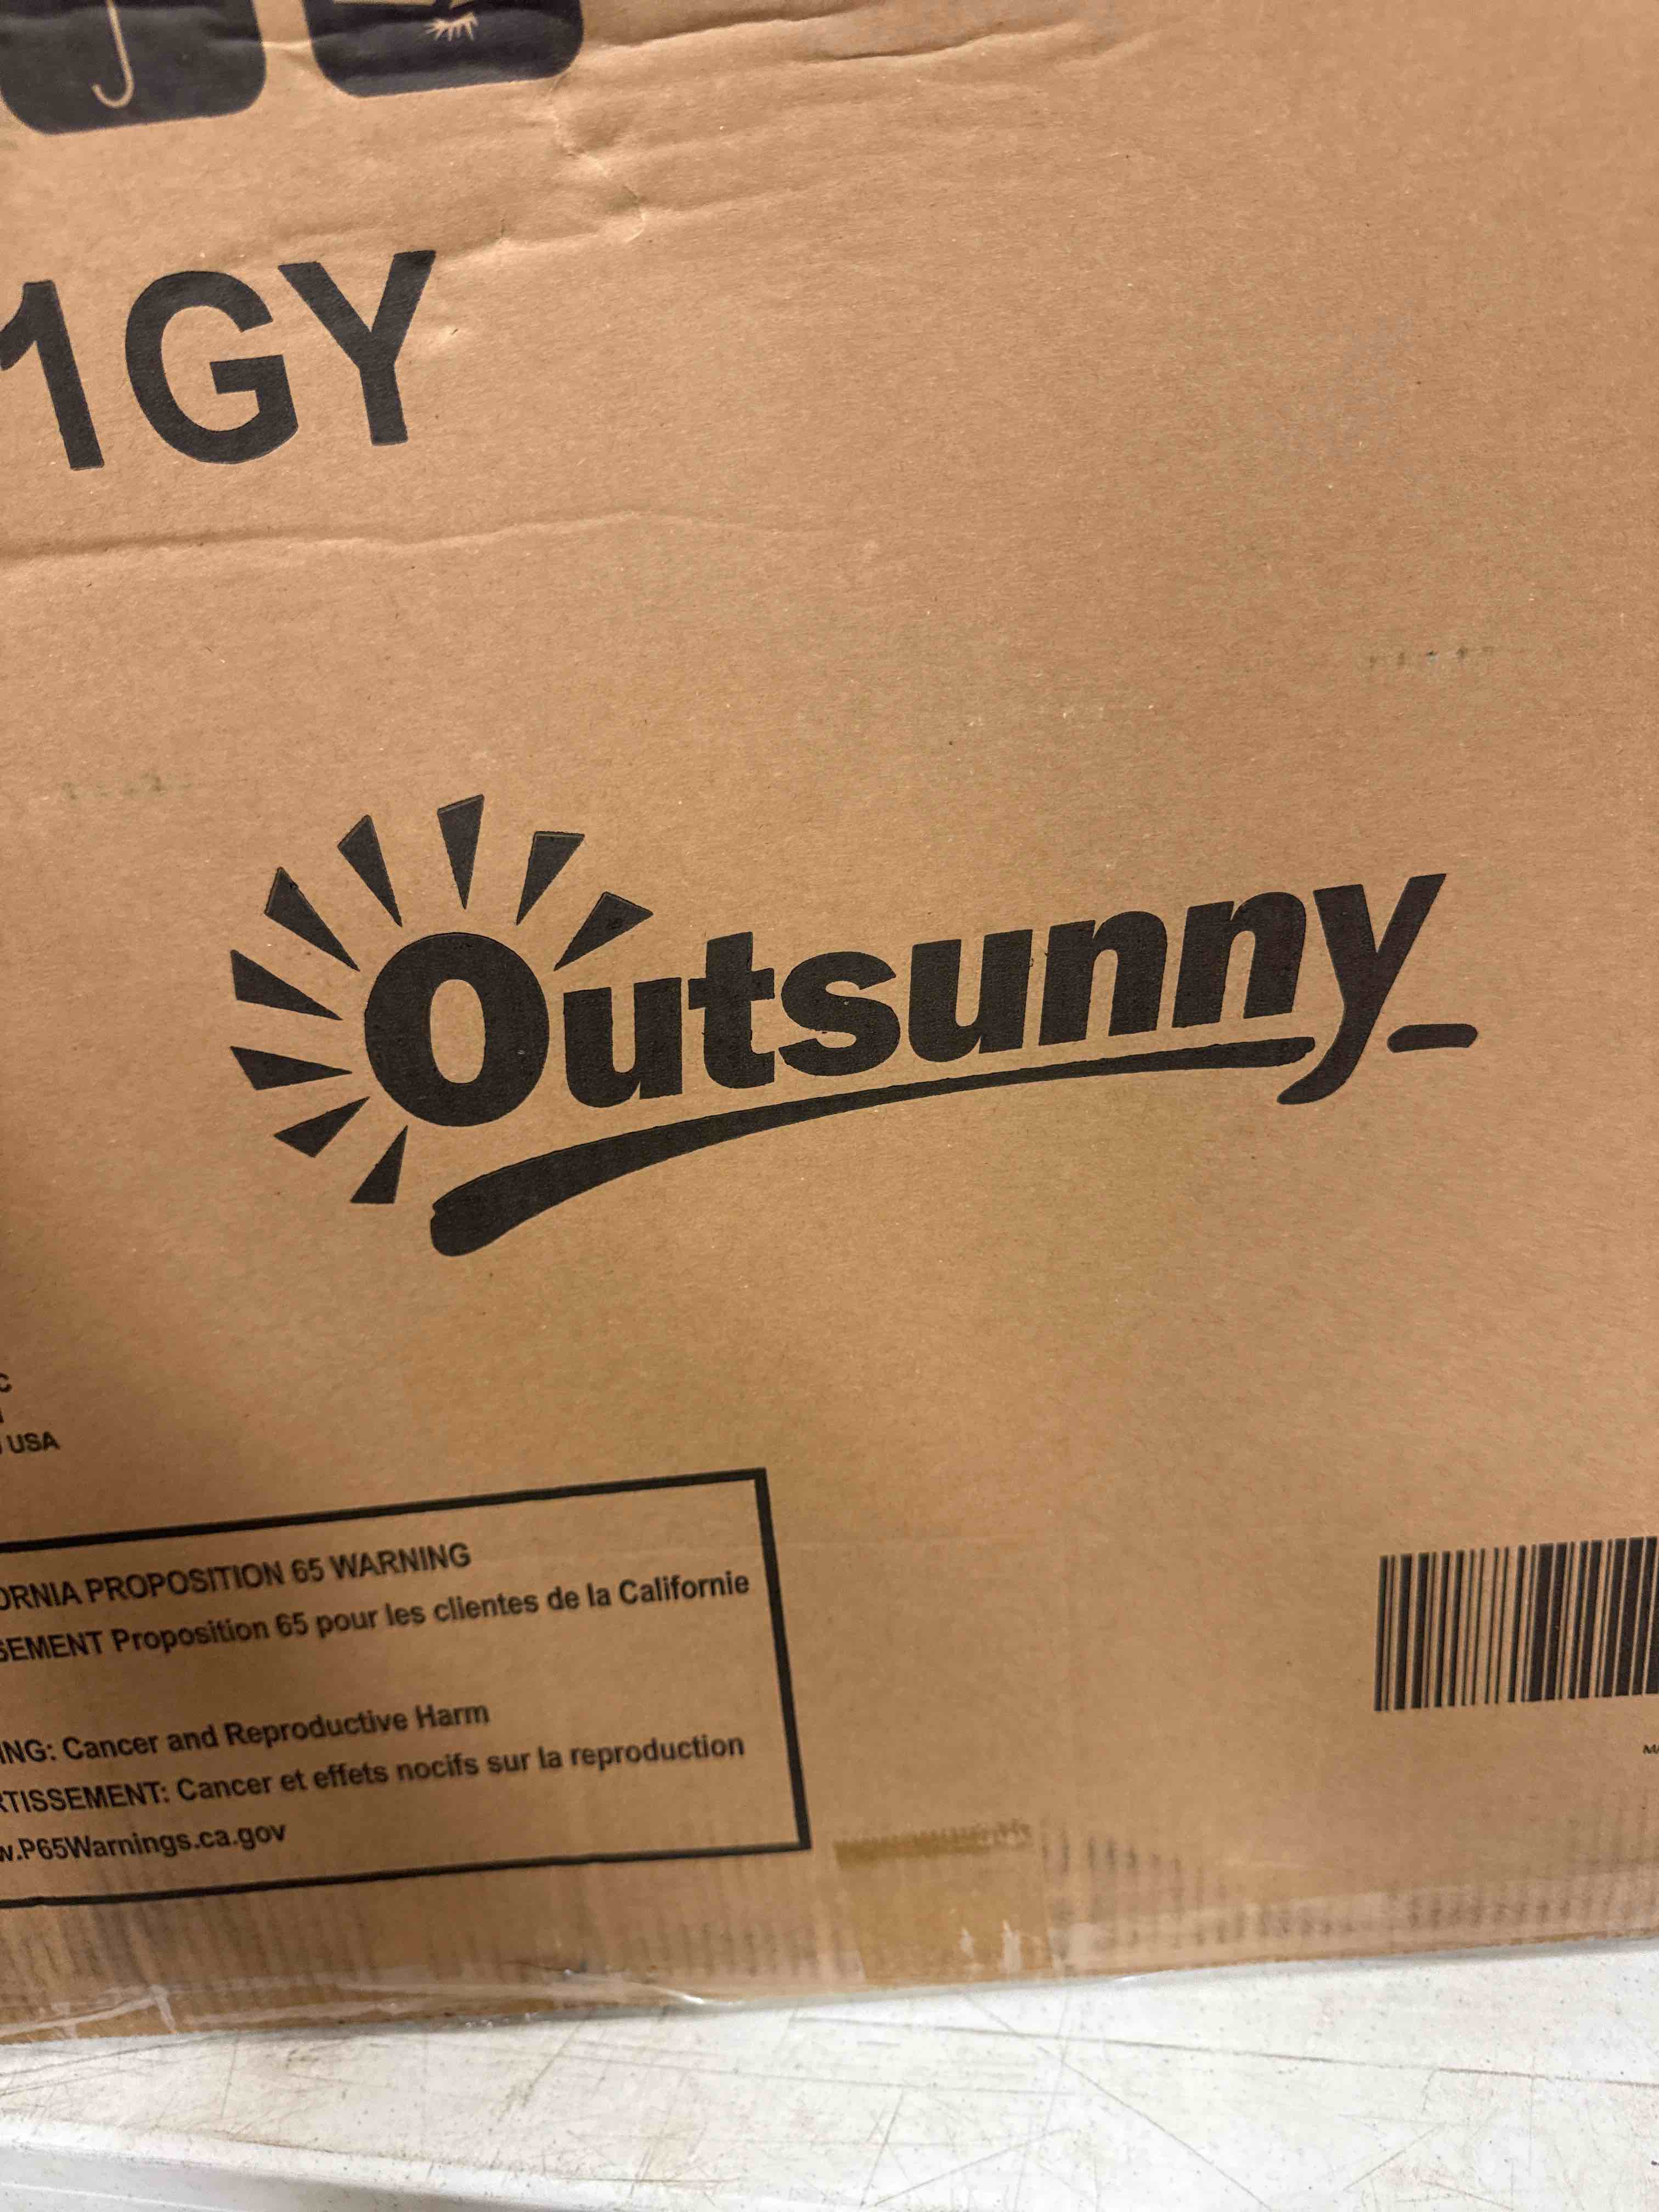 1GY
Outsunny
USA
ORNIA PROPOSITION 65 WARNING
SEMENT Proposition 65 pour les clientes de la Californie
ING: Cancer and Reproductive Harm
RTISSEMENT: Cancer et effets nocifs sur la reproduction
w.P65Warnings.ca.gov